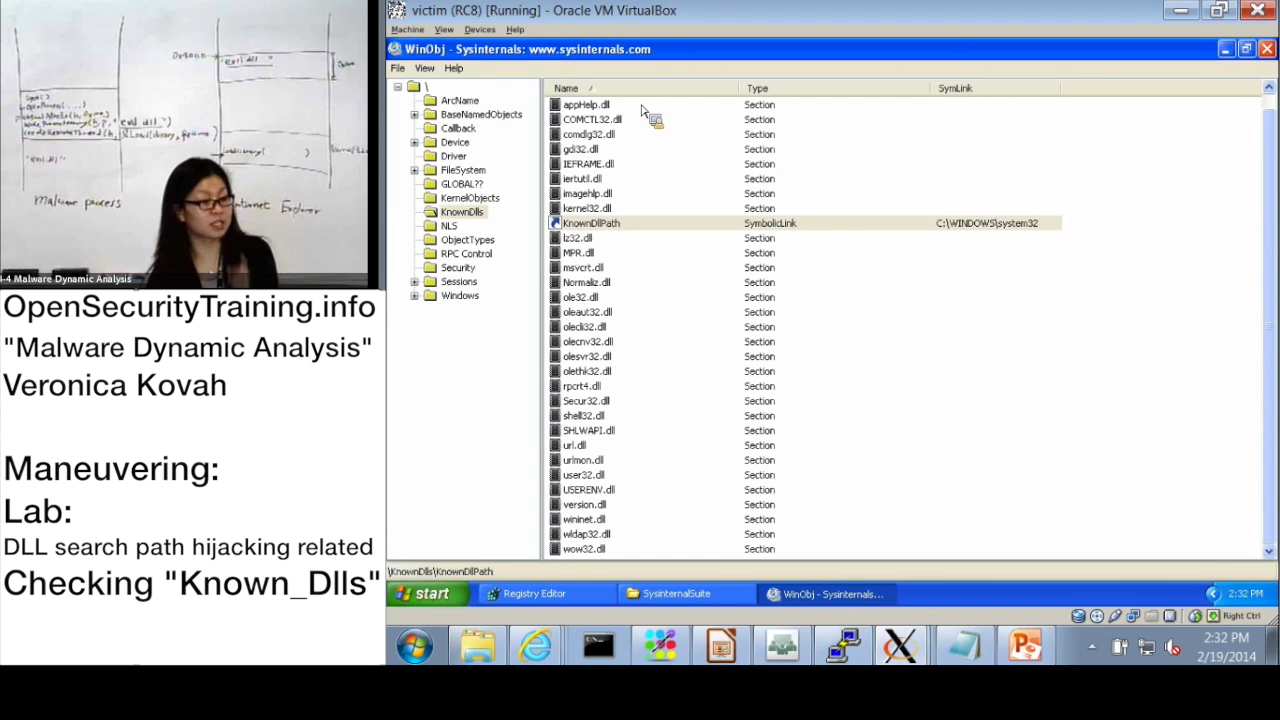 victim (RC8) [Running] - Oracle VM VirtualBox
Machine View Devices Help
WinObj - Sysinternals: www.sysinternals.com
File View Help
\
ArcName
BaseNamedObjects
Callback
Device
Driver
FileSystem
GLOBAL??
KernelObjects
KnownDlls
NLS
ObjectTypes
RPC Control
Security
Sessions
Windows
Name Type SymLink
appHelp.dll Section
COMCTL32.dll Section
comdlg32.dll Section
gdi32.dll Section
IEFRAME.dll Section
iertutil.dll Section
imagehlp.dll Section
kernel32.dll Section
KnownDllPath SymbolicLink C:\WINDOWS\system32
lz32.dll Section
MPR.dll Section
msvcrt.dll Section
Normaliz.dll Section
ole32.dll Section
oleaut32.dll Section
olecli32.dll Section
olecnv32.dll Section
olesvr32.dll Section
olethk32.dll Section
rpcrt4.dll Section
Secur32.dll Section
shell32.dll Section
SHLWAPI.dll Section
url.dll Section
urlmon.dll Section
user32.dll Section
USERENV.dll Section
version.dll Section
wininet.dll Section
wldap32.dll Section
wow32.dll Section
\KnownDlls\KnownDllPath
start Registry Editor SysinternalSuite WinObj - Sysinternals... 2:32 PM
Right Ctrl
2:32 PM
2/19/2014
"evil.dll"
Malware process
Explorer
4 Malware Dynamic Analysis
OpenSecurityTraining.info
"Malware Dynamic Analysis"
Veronica Kovah
Maneuvering:
Lab:
DLL search path hijacking related
Checking "Known_Dlls"